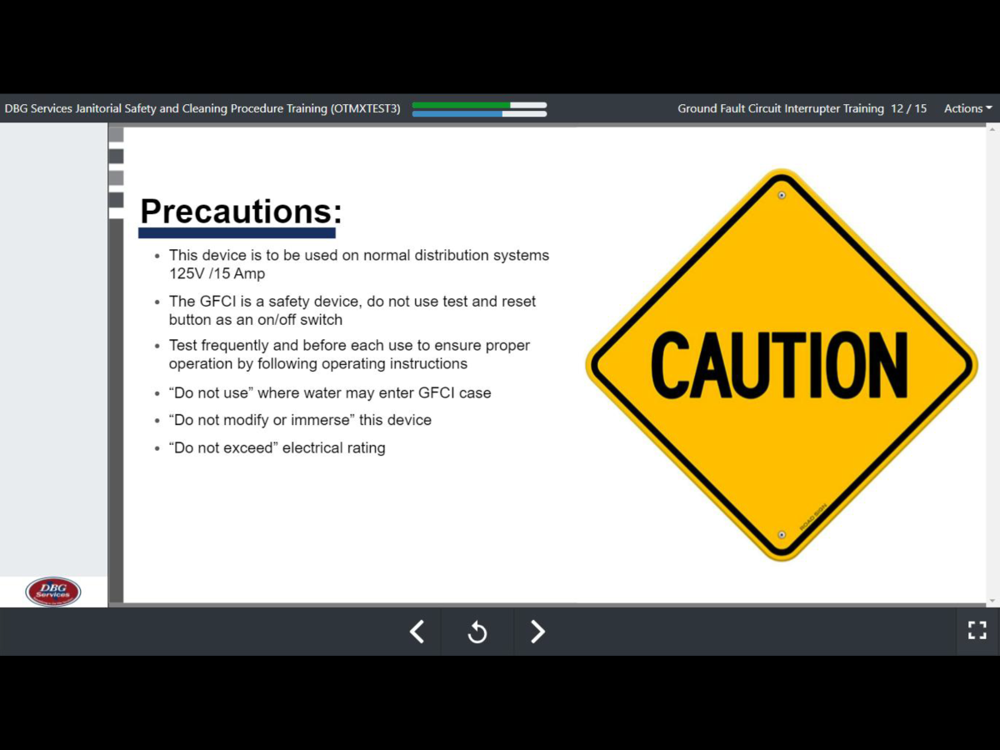 DBG Services Janitorial Safety and Cleaning Procedure Training (OTMXTEST3)
Ground Fault Circuit Interrupter Training 12 / 15 Actions
Precautions:
• This device is to be used on normal distribution systems
125V /15 Amp
• The GFCI is a safety device, do not use test and reset
button as an on/off switch
• Test frequently and before each use to ensure proper
operation by following operating instructions
• “Do not use” where water may enter GFCI case
• “Do not modify or immerse” this device
• “Do not exceed” electrical rating
CAUTION
ROAD SIGN
DBG
Services